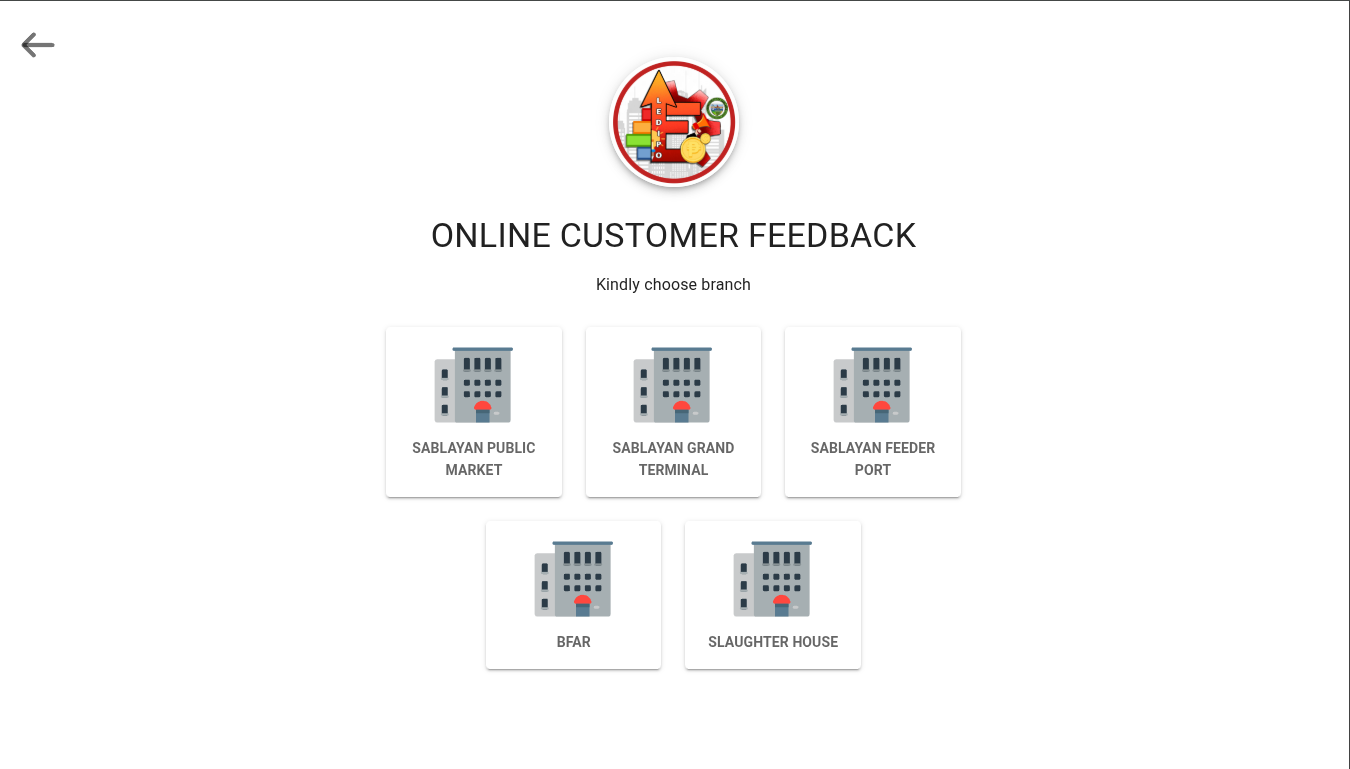 LEDIPO
ONLINE CUSTOMER FEEDBACK
Kindly choose branch
SABLAYAN PUBLIC
MARKET
SABLAYAN GRAND
TERMINAL
SABLAYAN FEEDER
PORT
BFAR
SLAUGHTER HOUSE